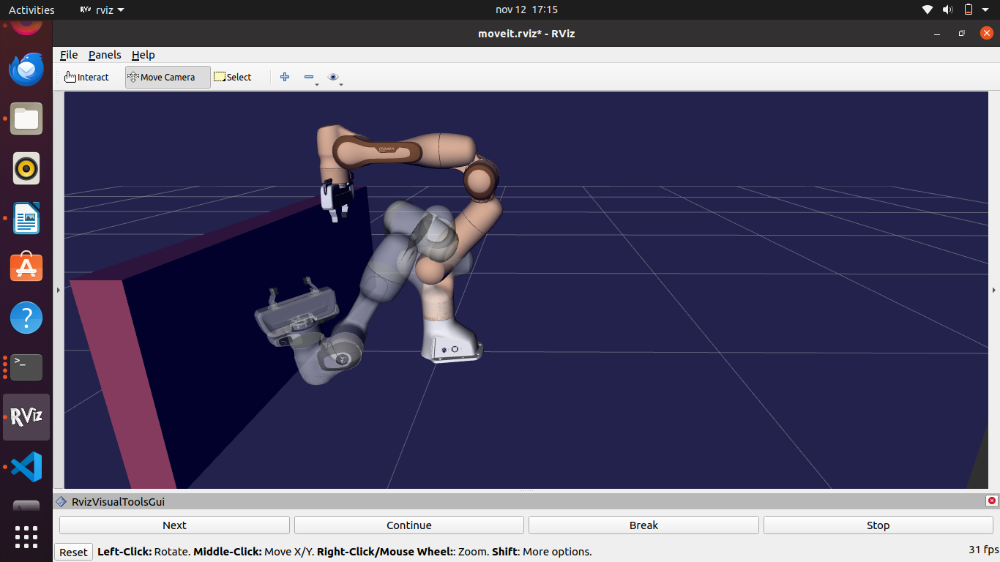 Activities
RViz rviz
nov 12 17:15
moveit.rviz* - RViz
File Panels Help
Interact
Move Camera
Select
FRANKA
>_
RViz
RvizVisualToolsGui
Next
Continue
Break
Stop
Reset
Left-Click: Rotate. Middle-Click: Move X/Y. Right-Click/Mouse Wheel:: Zoom. Shift: More options.
31 fps